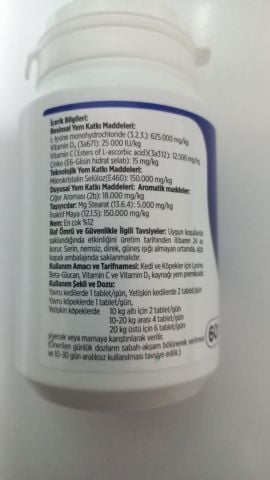 İçerik Bilgileri:
Besinsel Yem Katkı Maddeleri:
L-lysine monohydrochloride (3.2.3.): 625.000 mg/kg
Vitamin D₃ (3a671): 25 000 IU/kg
Vitamin C (Esters of L-ascorbic acid)(3a312): 12.500 mg/kg
Çinko (E6-Glisin hidrat şelatı): 15 mg/kg
Teknolojik Yem Katkı Maddeleri:
Mikrokristalin Selüloz(E460): 150.000 mg/kg
Duyusal Yem Katkı Maddeleri: Aromatik maddeler:
Ciğer Aroması (2b): 18.000 mg/kg
Taşıyıcılar: Mg Stearat (13.6.4): 5.000 mg/kg
İnaktif Maya (12.1.5): 150.000 mg/kg
Nem: En çok %12
Raf Ömrü ve Güvenlikle İlgili Tavsiyeler: Uygun koşullarda
saklandığında etkinliğini üretim tarihinden itibaren 24 ay
korur. Serin, nemsiz, direk, güneş ışığı almayan ortamda, ağzı
kapalı ambalajında saklanmalıdır.
Kullanım Amacı ve Tarifnamesi: Kedi ve Köpekler için Lysine,
Beta-Glucan, Vitamin C ve Vitamin D₃ kaynağı yem premiksidir.
Kullanım Şekli ve Dozu:
Yavru kedilerde 1 tablet/gün, Yetişkin kedilerde 2 tablet/gün,
Yavru köpeklerde 1 tablet/gün,
Yetişkin köpeklerde 10 kg altı için 2 tablet/gün
10-20 kg arası 4 tablet/gün
20 kg üstü için 6 tablet/gün
yiyecek veya mamaya karıştırılarak verilir.
(Önerilen günlük dozların sabah-akşam bölünerek verilmesi
ve 10-30 gün aralıksız kullanılması tavsiye edilir.)
60